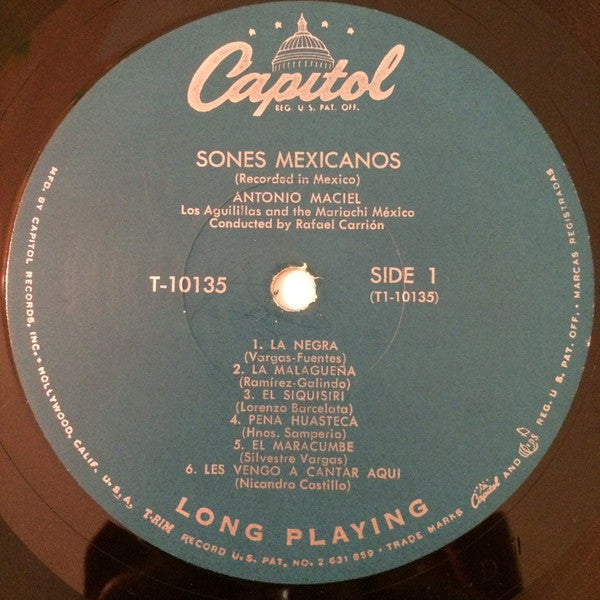 Capitol
REG. U S. PAT. OFF.
SONES MEXICANOS
(Recorded in Mexico)
ANTONIO MACIEL
Los Aguilillas and the Mariachi México
Conducted by Rafael Carrión
T-10135
SIDE 1
(T1-10135)
1. LA NEGRA
(Vargas-Fuentes)
2. LA MALAGUEÑA
(Ramírez-Galindo)
3. EL SIQUISIRI
(Lorenzo Barcelata)
4. PENA HUASTECA
(Hnos. Samperio)
5. EL MARACUMBE
(Silvestre Vargas)
6. LES VENGO A CANTAR AQUI
(Nicandro Castillo)
LONG PLAYING
MFD. BY CAPITOL RECORDS, INC. • HOLLYWOOD, CALIF. U. S. A. T-RIM RECORD U. S. PAT. NO. 2 631 859 • TRADE MARKS Capitol AND REG. U. S. PAT. OFF. • MARCAS REGISTRADAS